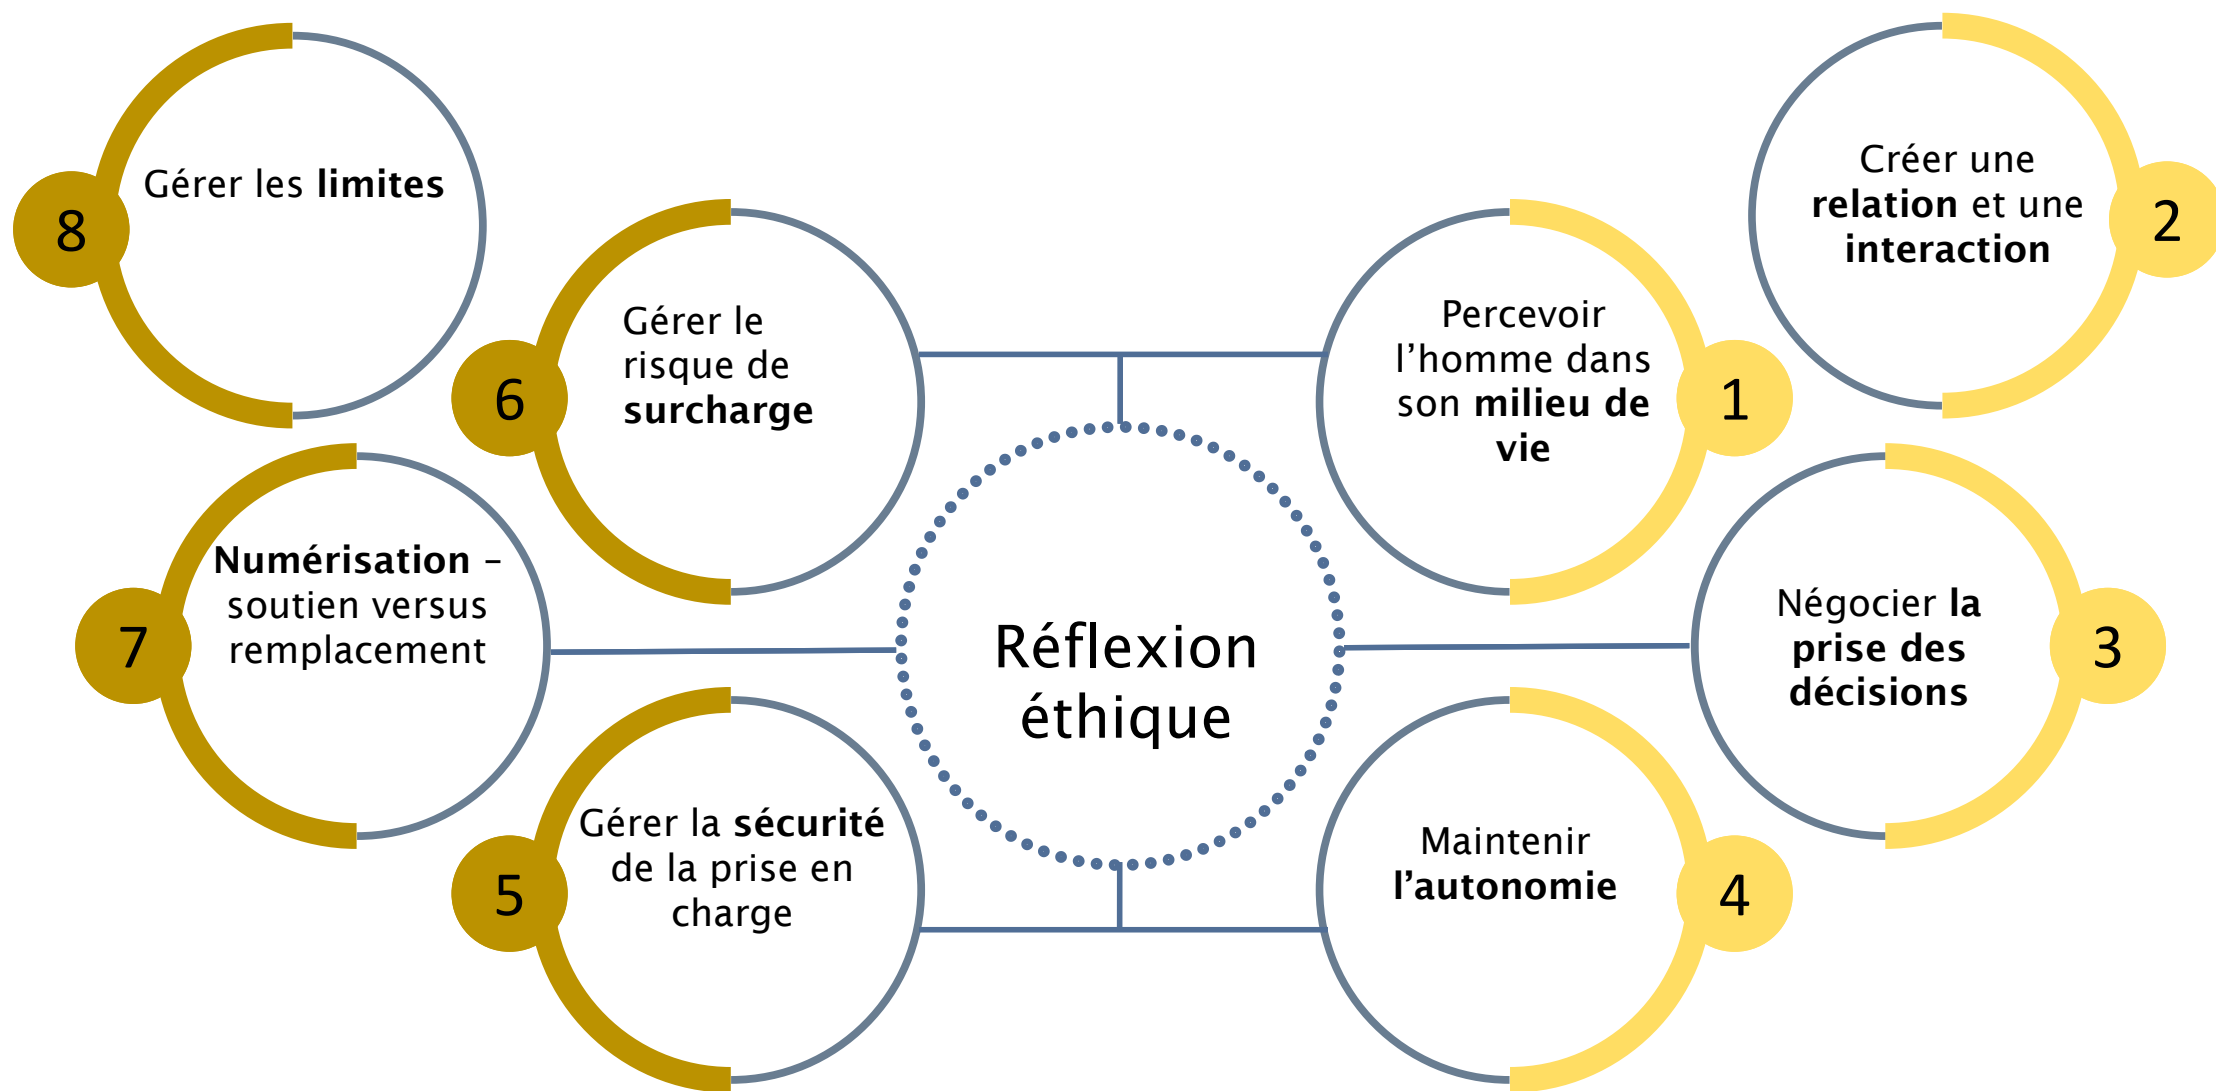 8
Gérer les limites
6
Gérer le
risque de
surcharge
Percevoir
l’homme dans
son milieu de
vie
1
Créer une
relation et une
interaction
2
7
Numérisation –
soutien versus
remplacement
Réflexion
éthique
Négocier la
prise des
décisions
3
5
Gérer la sécurité
de la prise en
charge
Maintenir
l’autonomie
4